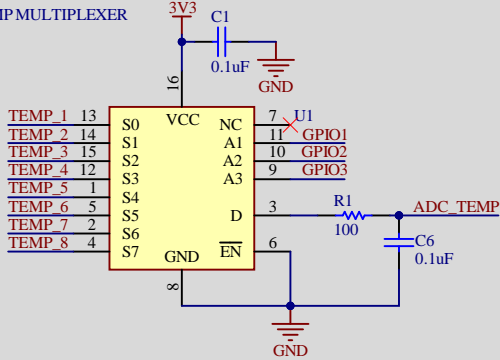 MP MULTIPLEXER
3V3
C1
0.1uF
GND
16
TEMP_1 13 S0 VCC NC 7 U1
TEMP_2 14 S1 A1 11 GPIO1
TEMP_3 15 S2 A2 10 GPIO2
TEMP_4 12 S3 A3 9 GPIO3
TEMP_5 1 S4
TEMP_6 5 S5 D 3 R1 100 ADC_TEMP
TEMP_7 2 S6
TEMP_8 4 S7 GND EN 6 C6
0.1uF
8
GND